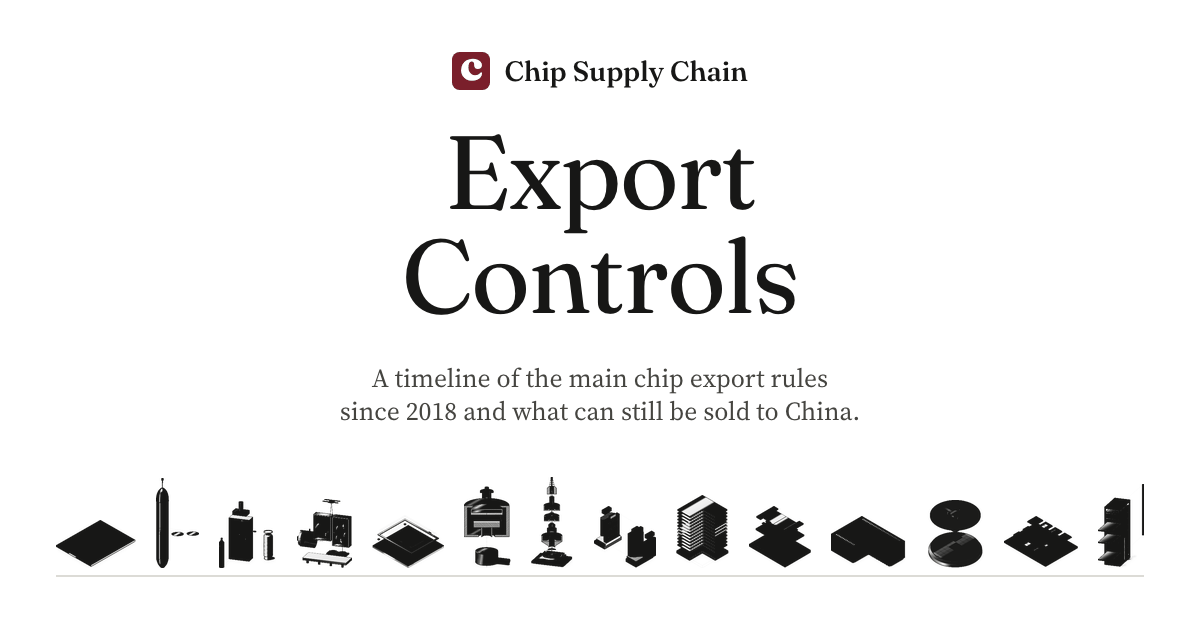 C Chip Supply Chain
Export
Controls
A timeline of the main chip export rules
since 2018 and what can still be sold to China.